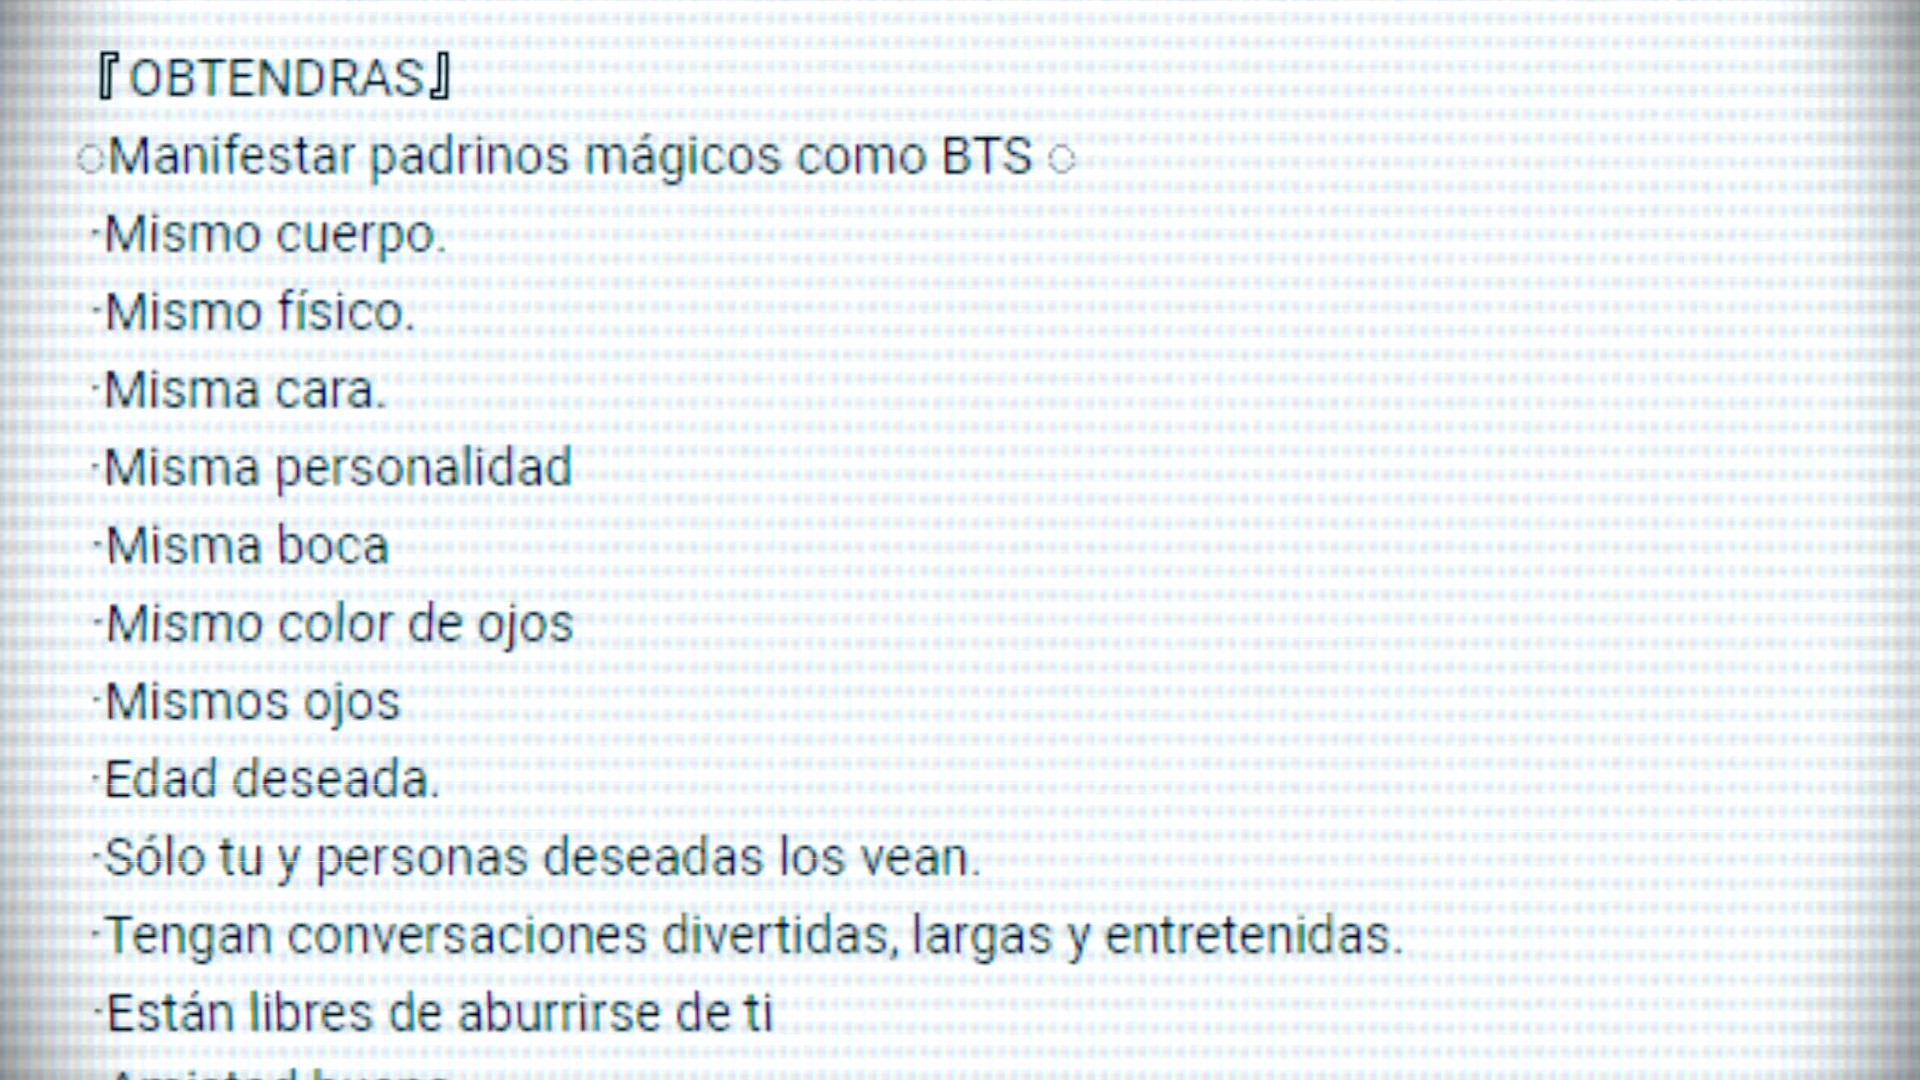 『OBTENDRAS』
◌Manifestar padrinos mágicos como BTS ◌
·Mismo cuerpo.
·Mismo físico.
·Misma cara.
·Misma personalidad
·Misma boca
·Mismo color de ojos
·Mismos ojos
·Edad deseada.
·Sólo tu y personas deseadas los vean.
·Tengan conversaciones divertidas, largas y entretenidas.
·Están libres de aburrirse de ti